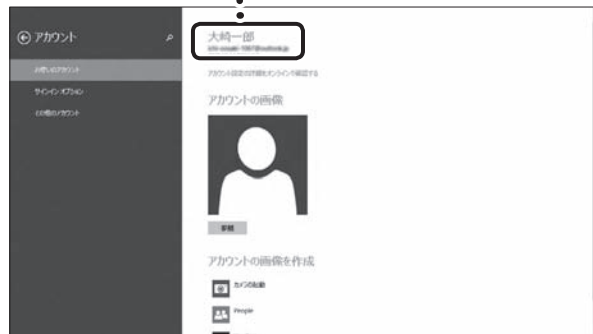 アカウント
お使いのアカウント
サインイン オプション
その他のアカウント
大崎一郎
アカウント設定の詳細をオンラインで確認する
アカウントの画像
参照
アカウントの画像を作成
カメラの起動
People